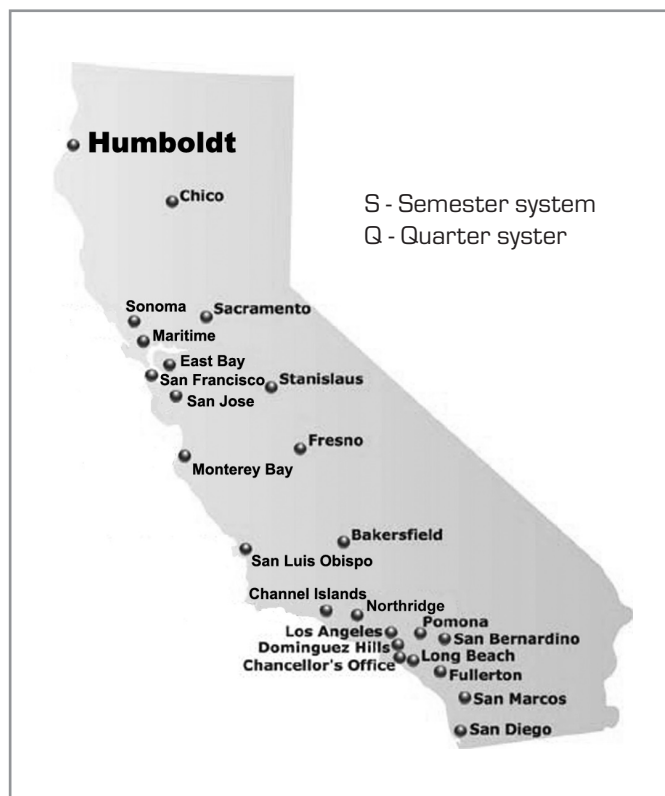 Humboldt
Chico
S - Semester system
Q - Quarter syster
Sonoma
Sacramento
Maritime
East Bay
San Francisco
Stanislaus
San Jose
Fresno
Monterey Bay
Bakersfield
San Luis Obispo
Channel Islands
Northridge
Los Angeles
Pomona
Dominguez Hills
San Bernardino
Chancellor's Office
Long Beach
Fullerton
San Marcos
San Diego